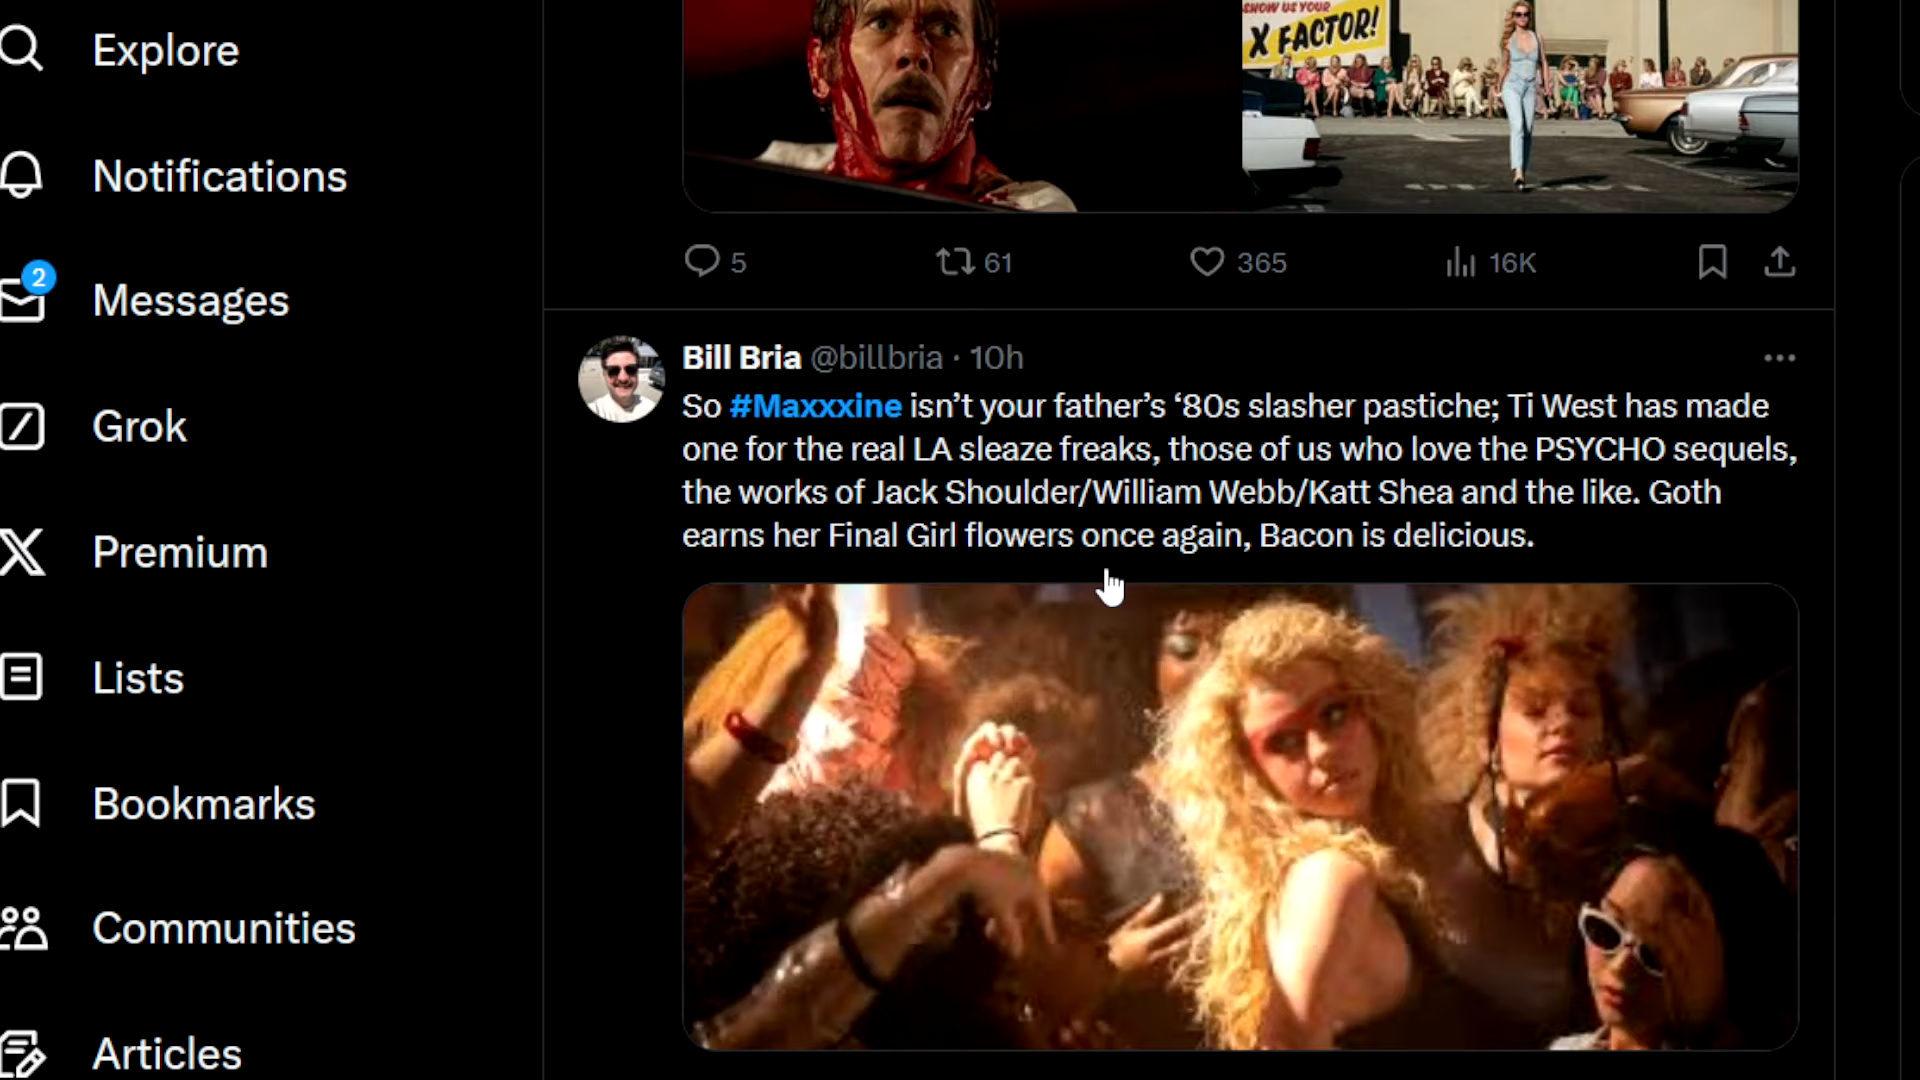 SHOW US YOUR
X FACTOR!
5
61
365
16K
Explore
Notifications
2
Messages
Grok
Premium
Lists
Bookmarks
Communities
Articles
Bill Bria @billbria · 10h
So #Maxxxine isn’t your father’s ‘80s slasher pastiche; Ti West has made
one for the real LA sleaze freaks, those of us who love the PSYCHO sequels,
the works of Jack Shoulder/William Webb/Katt Shea and the like. Goth
earns her Final Girl flowers once again, Bacon is delicious.